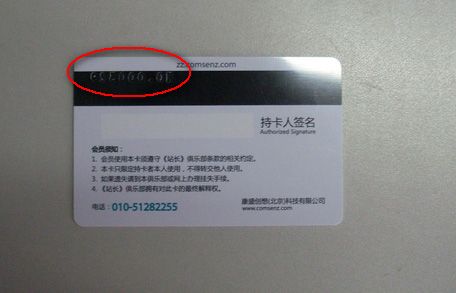 zz.comsenz.com
持卡人签名
Authorized Signature
会员须知：
1、会员使用本卡须遵守《站长》俱乐部条款的相关约定。
2、本卡只限定持卡者本人使用，不得转交他人使用。
3、如果遗失请到本俱乐部或网上办理挂失手续。
4、《站长》俱乐部拥有对此卡的最终解释权。
电话：010-51282255
康盛创想(北京)科技有限公司
www.comsenz.com